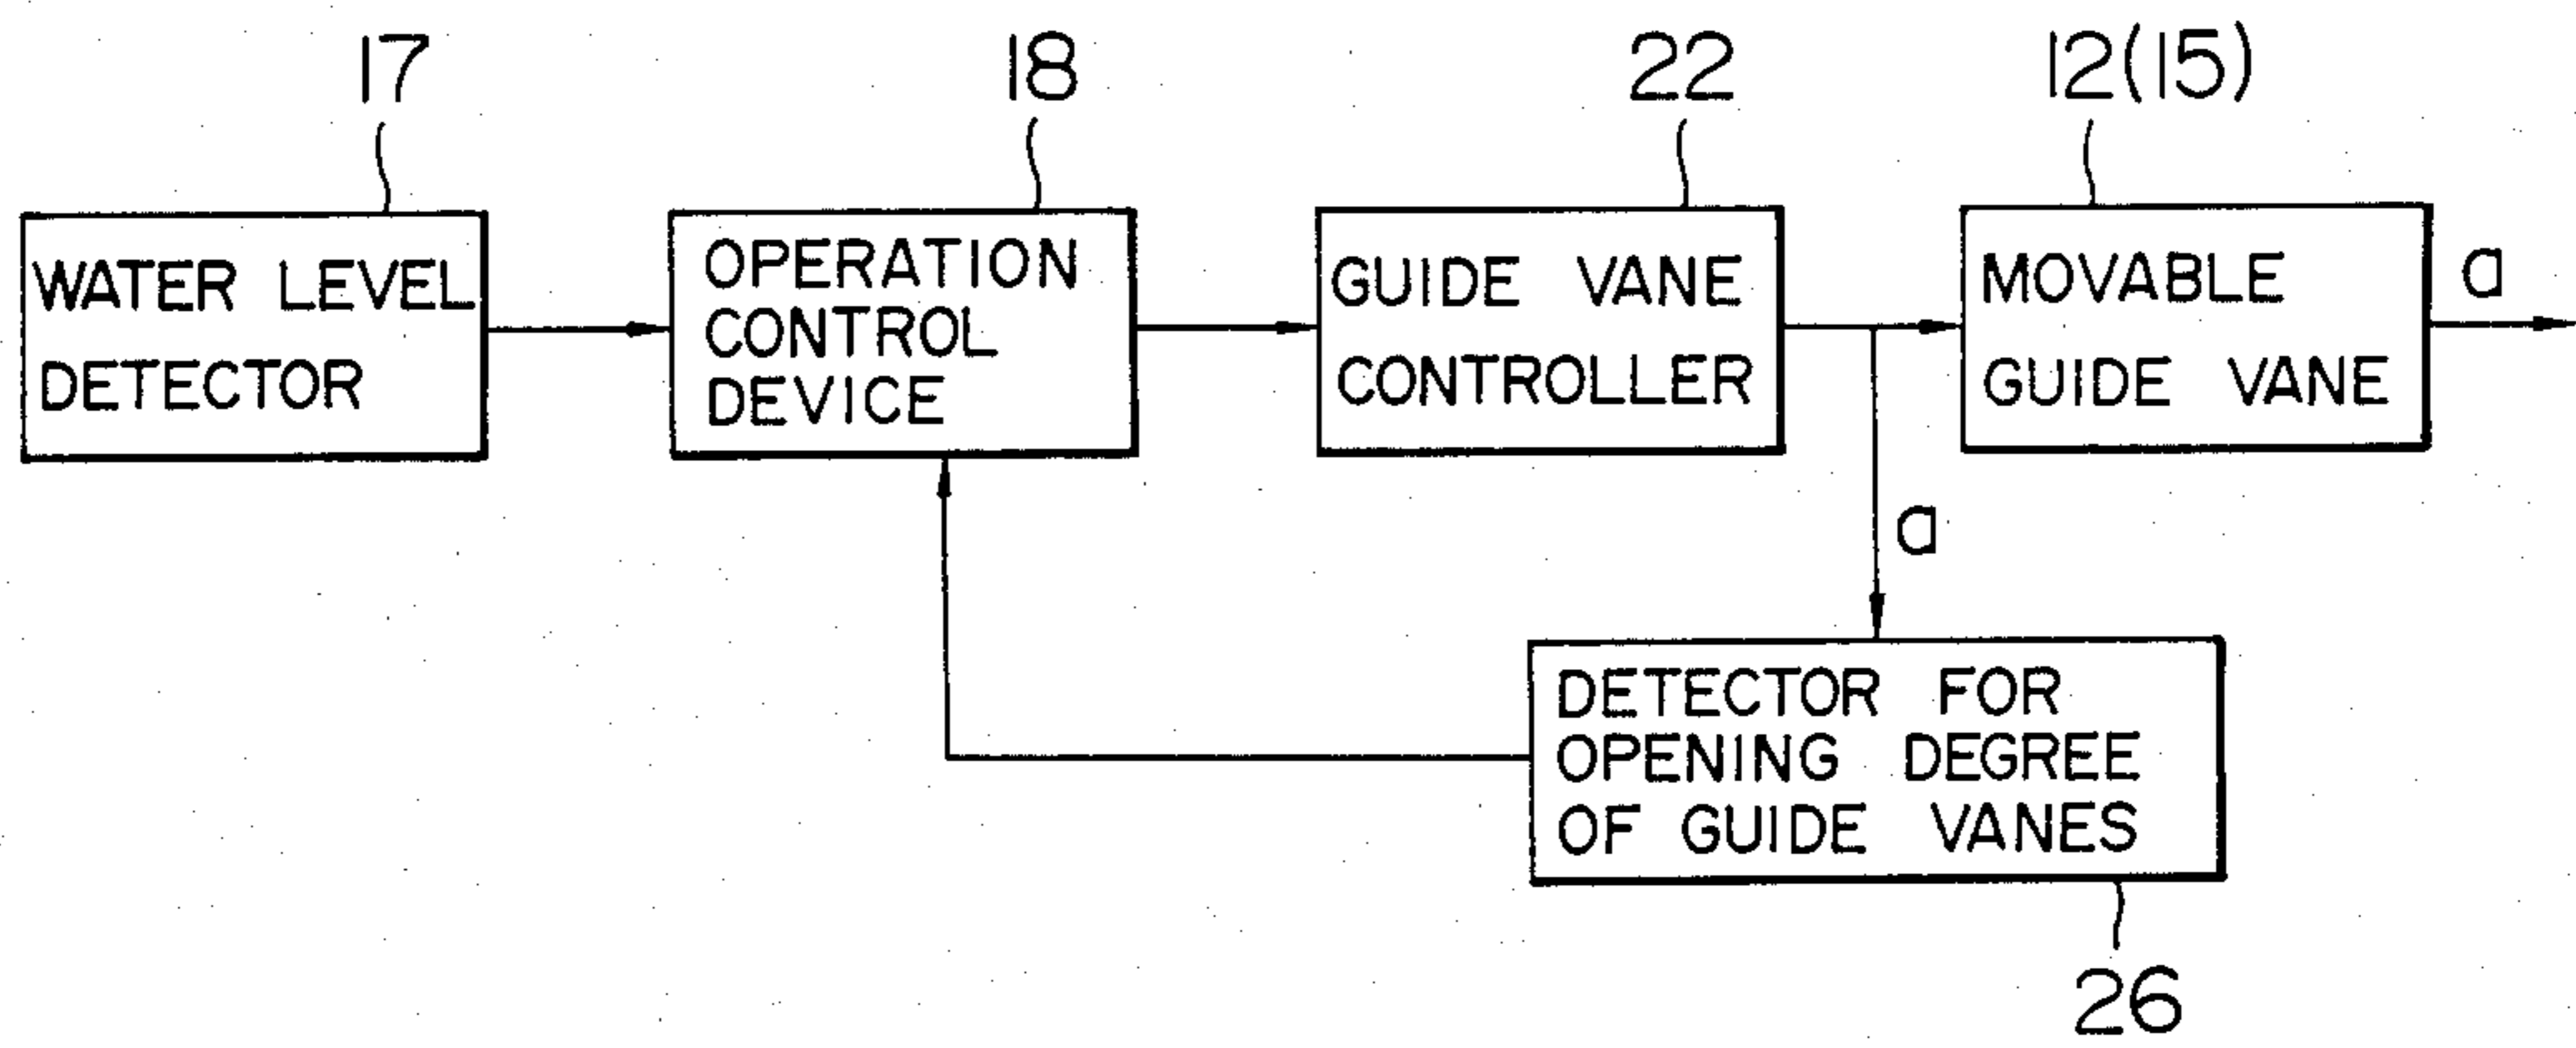 17
18
22
12(15)
WATER LEVEL
DETECTOR
OPERATION
CONTROL
DEVICE
GUIDE VANE
CONTROLLER
MOVABLE
GUIDE VANE
a
a
DETECTOR FOR
OPENING DEGREE
OF GUIDE VANES
26